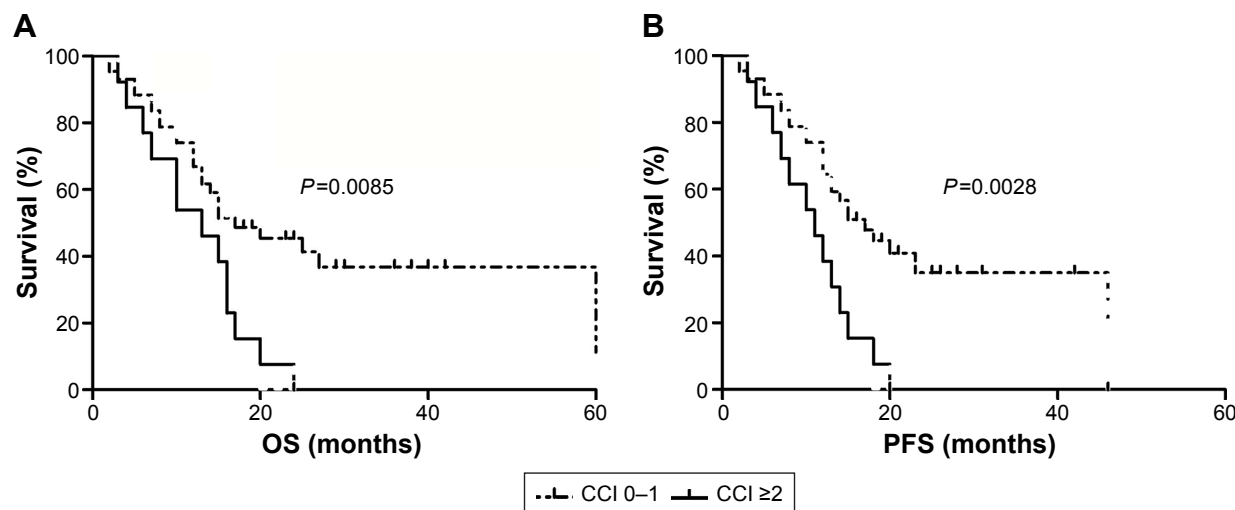 A
100
80
60
40
20
0
Survival (%)
P=0.0085
0 20 40 60
OS (months)
B
100
80
60
40
20
0
Survival (%)
P=0.0028
0 20 40 60
PFS (months)
CCI 0–1 CCI ≥2